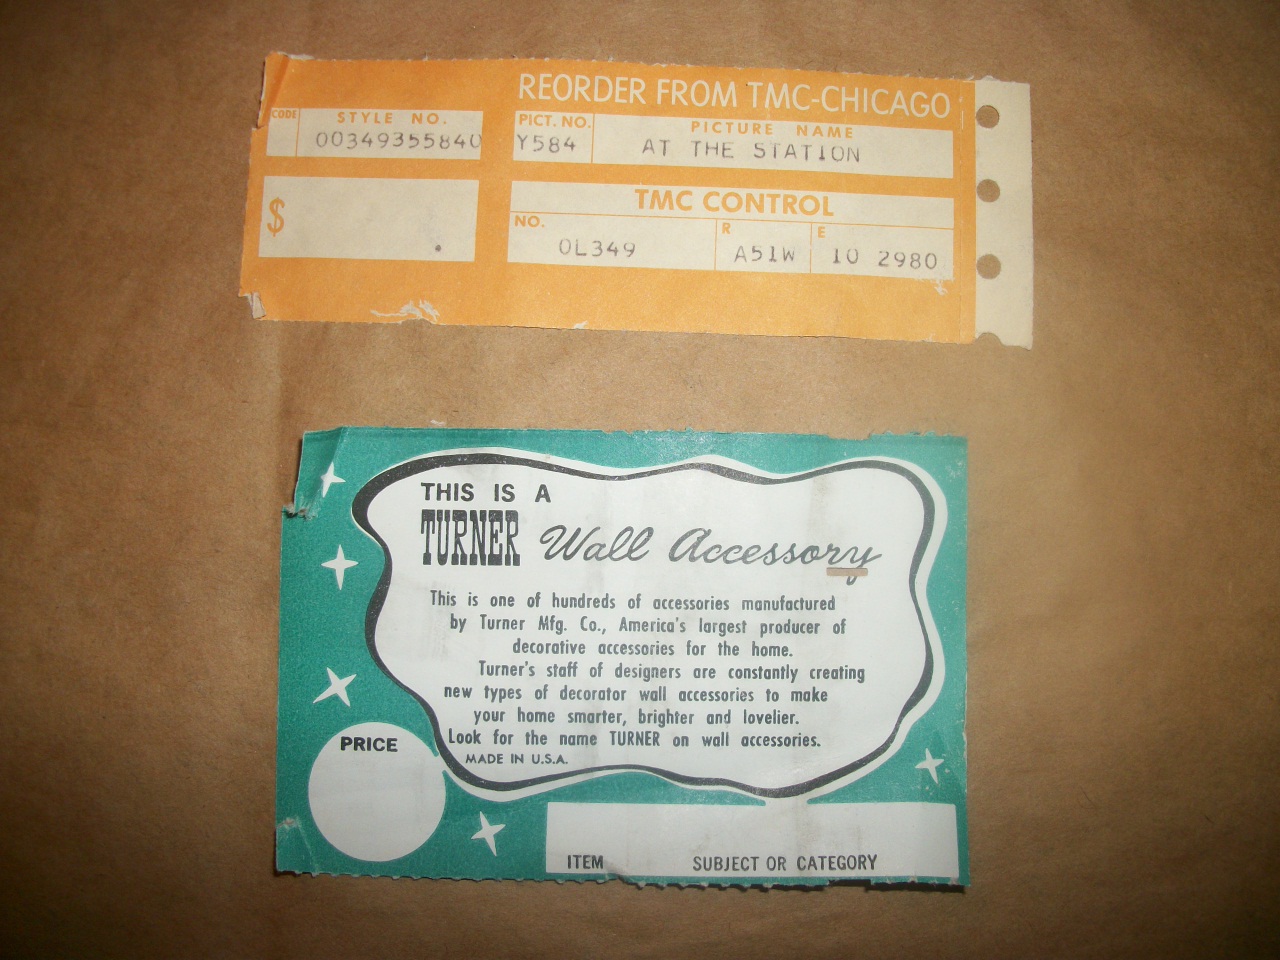 REORDER FROM TMC-CHICAGO
CODE STYLE NO. PICT. NO. PICTURE NAME
00349355840 Y584 AT THE STATION
$ TMC CONTROL
NO. R E
OL349 A51W 10 2980
THIS IS A
TURNER Wall Accessory
This is one of hundreds of accessories manufactured
by Turner Mfg. Co., America's largest producer of
decorative accessories for the home.
Turner's staff of designers are constantly creating
new types of decorator wall accessories to make
your home smarter, brighter and lovelier.
Look for the name TURNER on wall accessories.
MADE IN U.S.A.
PRICE
ITEM SUBJECT OR CATEGORY